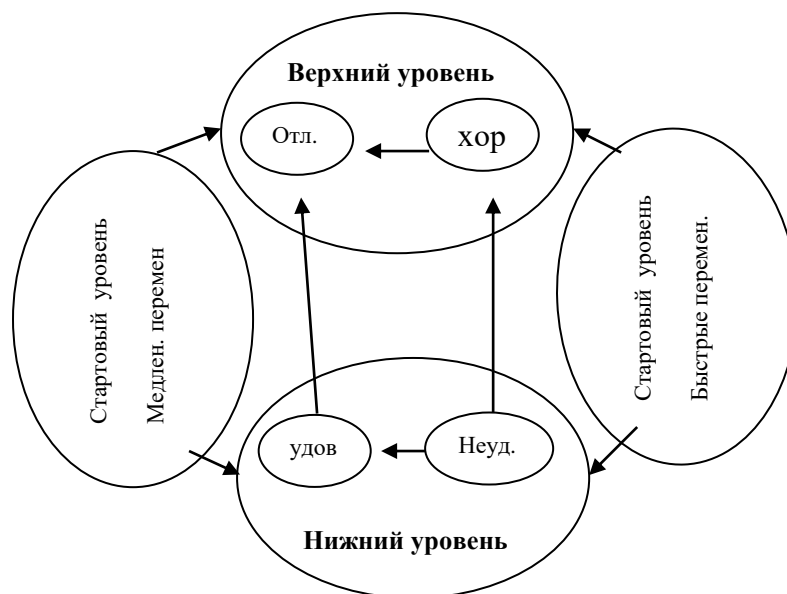 Верхний уровень
Отл.
хор
Стартовый уровень
Медлен. перемен
Стартовый уровень
Быстрые перемен.
удов
Неуд.
Нижний уровень